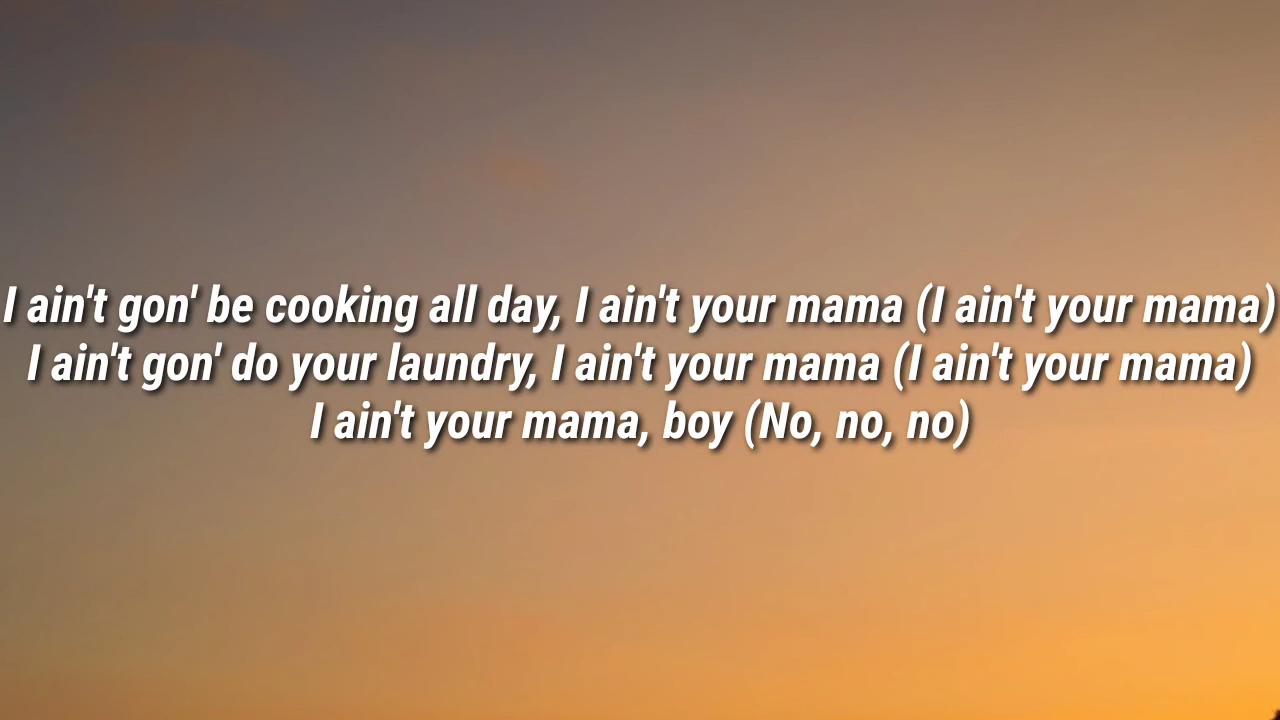 I ain't gon' be cooking all day, I ain't your mama (I ain't your mama)
I ain't gon' do your laundry, I ain't your mama (I ain't your mama)
I ain't your mama, boy (No, no, no)